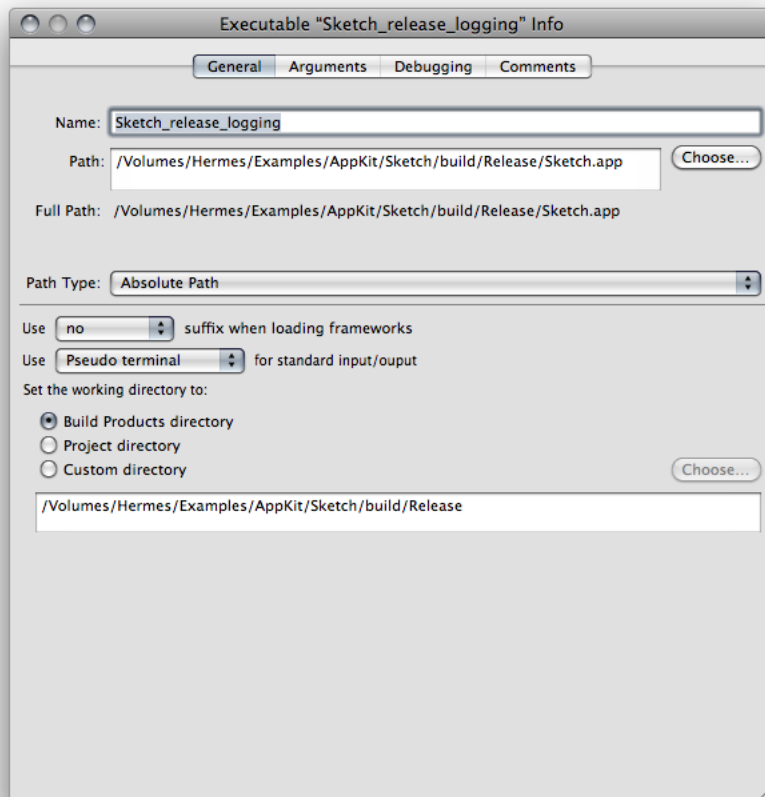 Executable “Sketch_release_logging” Info
General Arguments Debugging Comments
Name: Sketch_release_logging
Path: /Volumes/Hermes/Examples/AppKit/Sketch/build/Release/Sketch.app Choose...
Full Path: /Volumes/Hermes/Examples/AppKit/Sketch/build/Release/Sketch.app
Path Type: Absolute Path
Use no suffix when loading frameworks
Use Pseudo terminal for standard input/ouput
Set the working directory to:
Build Products directory
Project directory
Custom directory Choose...
/Volumes/Hermes/Examples/AppKit/Sketch/build/Release